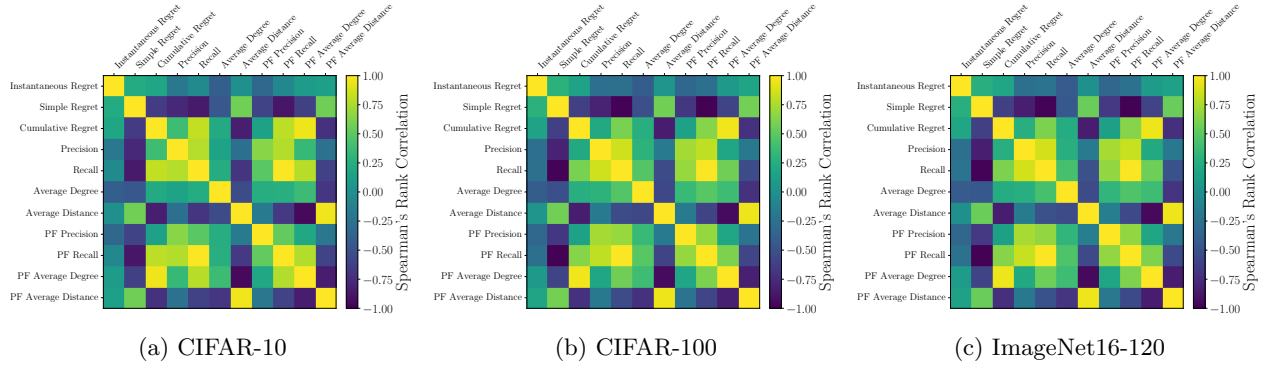 Instantaneous Regret
Simple Regret
Cumulative Regret
Precision
Recall
Average Degree
Average Distance
PF Precision
PF Recall
PF Average Degree
PF Average Distance
Instantaneous Regret
Simple Regret
Cumulative Regret
Precision
Recall
Average Degree
Average Distance
PF Precision
PF Recall
PF Average Degree
PF Average Distance
1.00
0.75
0.50
0.25
0.00
−0.25
−0.50
−0.75
−1.00
Spearman's Rank Correlation
(a) CIFAR-10
Instantaneous Regret
Simple Regret
Cumulative Regret
Precision
Recall
Average Degree
Average Distance
PF Precision
PF Recall
PF Average Degree
PF Average Distance
Instantaneous Regret
Simple Regret
Cumulative Regret
Precision
Recall
Average Degree
Average Distance
PF Precision
PF Recall
PF Average Degree
PF Average Distance
1.00
0.75
0.50
0.25
0.00
−0.25
−0.50
−0.75
−1.00
Spearman's Rank Correlation
(b) CIFAR-100
Instantaneous Regret
Simple Regret
Cumulative Regret
Precision
Recall
Average Degree
Average Distance
PF Precision
PF Recall
PF Average Degree
PF Average Distance
Instantaneous Regret
Simple Regret
Cumulative Regret
Precision
Recall
Average Degree
Average Distance
PF Precision
PF Recall
PF Average Degree
PF Average Distance
1.00
0.75
0.50
0.25
0.00
−0.25
−0.50
−0.75
−1.00
Spearman's Rank Correlation
(c) ImageNet16-120